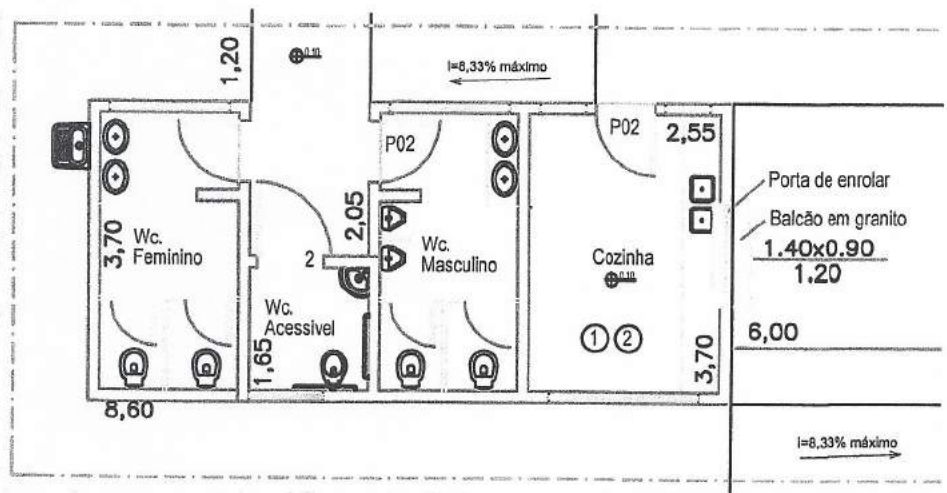 0.10
1,20
I=8,33% máximo
P02
P02
2,55
Porta de enrolar
Balcão em granito
1.40x0.90
1.20
3,70
Wc.
Feminino
2,05
2
Wc.
Masculino
Cozinha
0.10
Wc.
Acessivel
1,65
1 2
3,70
6,00
8,60
I=8,33% máximo